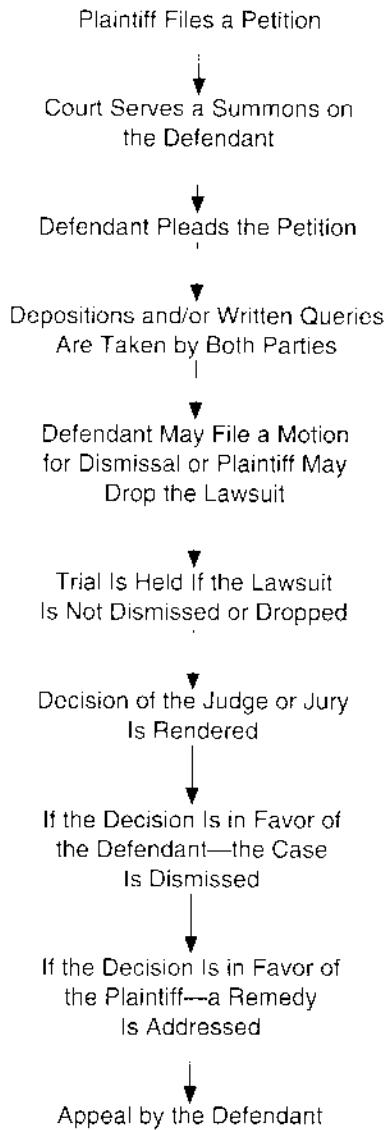 Plaintiff Files a Petition
Court Serves a Summons on
the Defendant
Defendant Pleads the Petition
Depositions and/or Written Queries
Are Taken by Both Parties
Defendant May File a Motion
for Dismissal or Plaintiff May
Drop the Lawsuit
Trial Is Held If the Lawsuit
Is Not Dismissed or Dropped
Decision of the Judge or Jury
Is Rendered
If the Decision Is in Favor of
the Defendant—the Case
Is Dismissed
If the Decision Is in Favor of
the Plaintiff—a Remedy
Is Addressed
Appeal by the Defendant